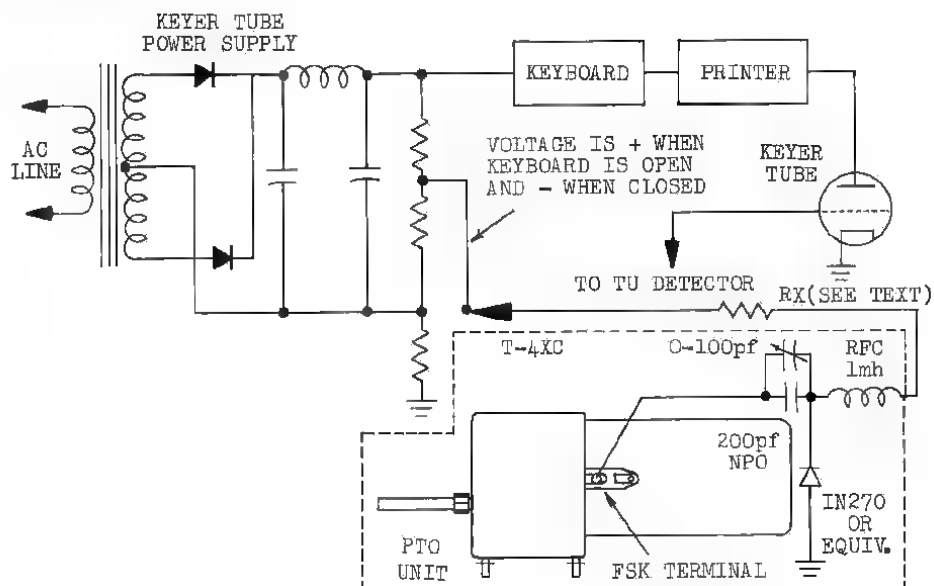 KEYER TUBE
POWER SUPPLY
KEYBOARD
PRINTER
AC
LINE
VOLTAGE IS + WHEN
KEYBOARD IS OPEN
AND - WHEN CLOSED
KEYER
TUBE
TO TU DETECTOR
RX(SEE TEXT)
T-4XC
0-100pf
RFC
1mh
200pf
NPO
IN270
OR
EQUIV.
PTO
UNIT
FSK TERMINAL